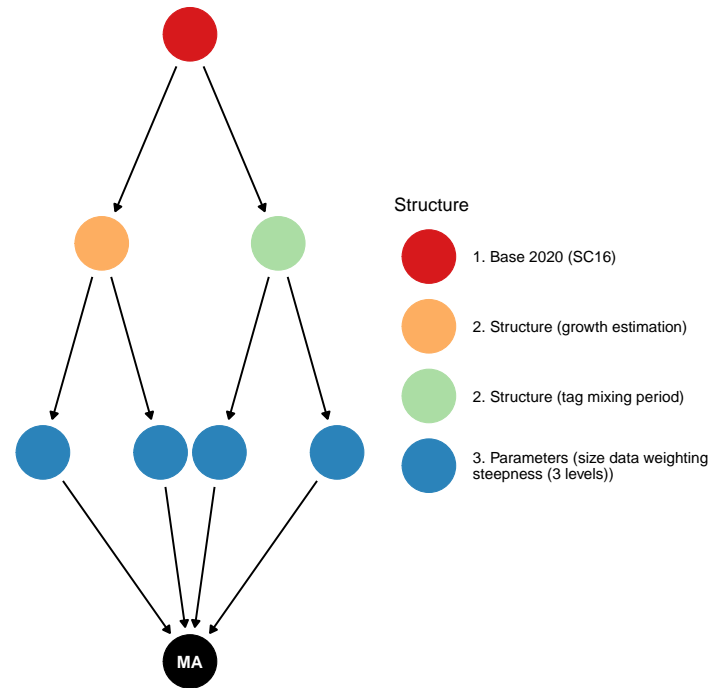 Structure
1. Base 2020 (SC16)
2. Structure (growth estimation)
2. Structure (tag mixing period)
3. Parameters (size data weighting
steepness (3 levels))
MA